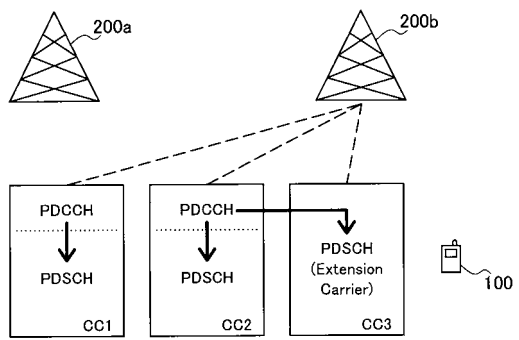 200a
200b
PDCCH
PDSCH
CC1
PDCCH
PDSCH
CC2
PDSCH
(Extension
Carrier)
CC3
100